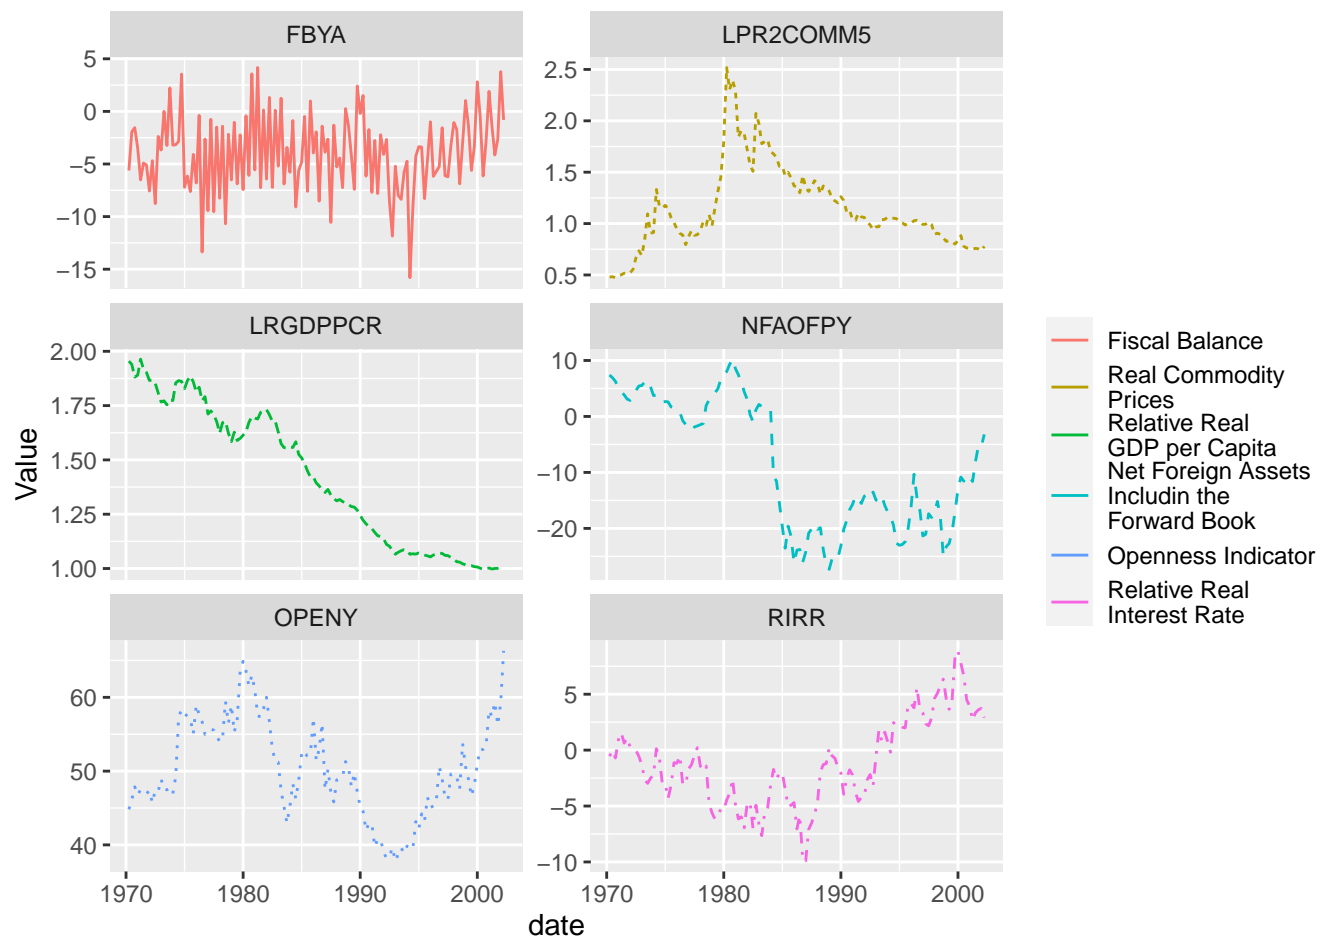 FBYA
LPR2COMM5
5
0
−5
−10
−15
2.5
2.0
1.5
1.0
0.5
LRGDPPCR
NFAOFPY
2.00
1.75
1.50
1.25
1.00
10
0
−10
−20
OPENY
RIRR
60
50
40
5
0
−5
−10
1970
1980
1990
2000
1970
1980
1990
2000
date
Value
Fiscal Balance
Real Commodity
Prices
Relative Real
GDP per Capita
Net Foreign Assets
Includin the
Forward Book
Openness Indicator
Relative Real
Interest Rate